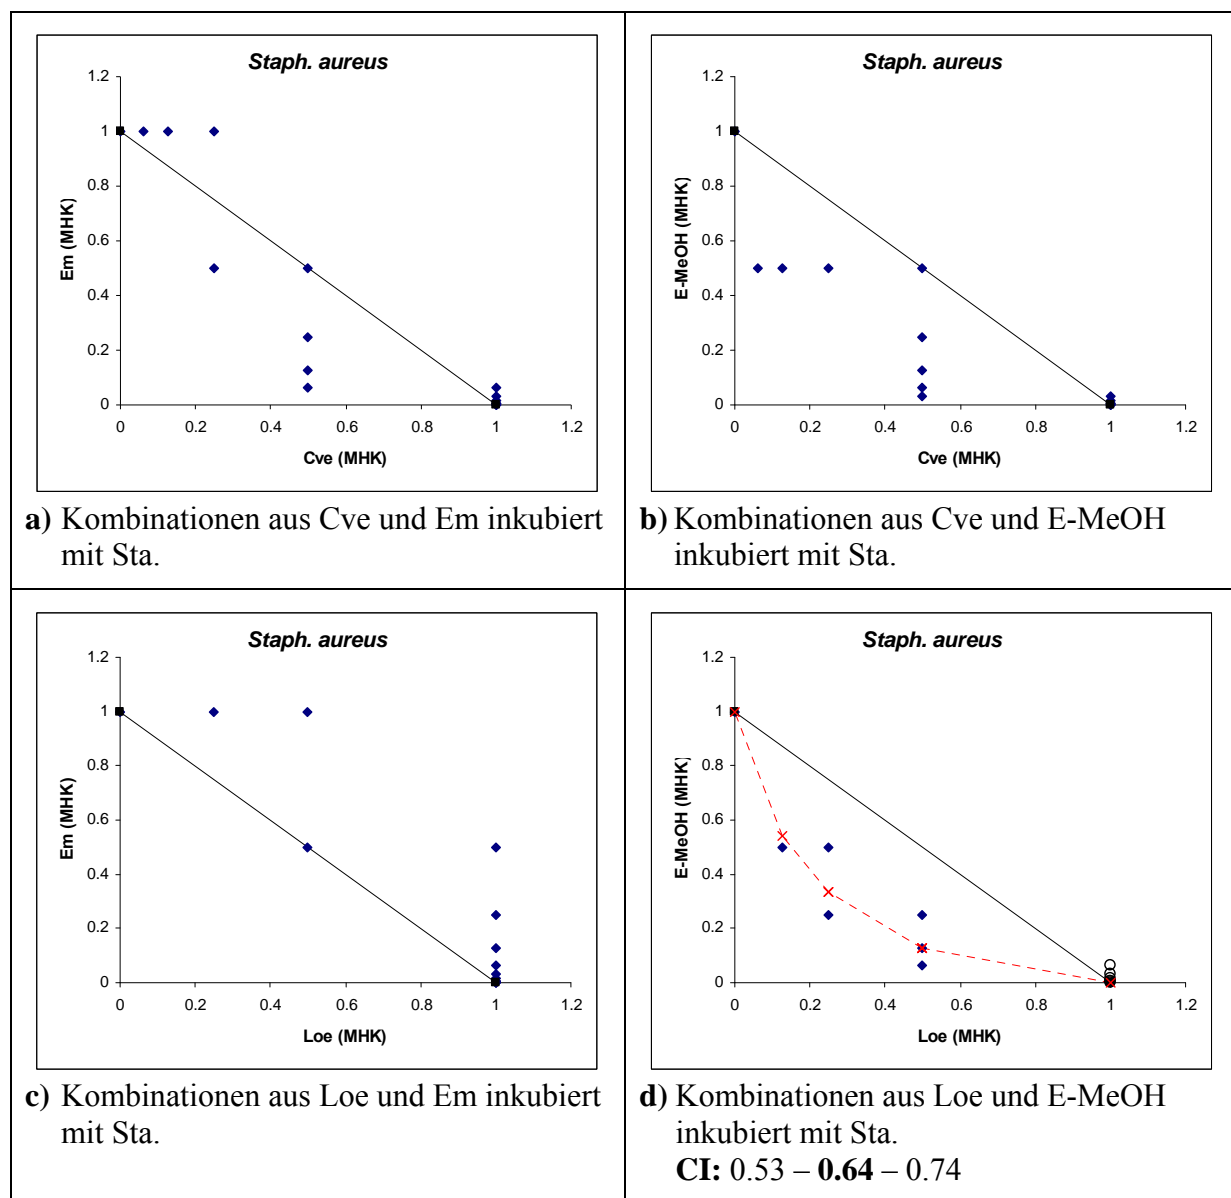 Staph. aureus
1.2
1
0.8
0.6
0.4
0.2
0
0 0.2 0.4 0.6 0.8 1 1.2
Em (MHK)
Cve (MHK)
a) Kombinationen aus Cve und Em inkubiert
mit Sta.
Staph. aureus
1.2
1
0.8
0.6
0.4
0.2
0
0 0.2 0.4 0.6 0.8 1 1.2
E-MeOH (MHK)
Cve (MHK)
b) Kombinationen aus Cve und E-MeOH
inkubiert mit Sta.
Staph. aureus
1.2
1
0.8
0.6
0.4
0.2
0
0 0.2 0.4 0.6 0.8 1 1.2
Em (MHK)
Loe (MHK)
c) Kombinationen aus Loe und Em inkubiert
mit Sta.
Staph. aureus
1.2
1
0.8
0.6
0.4
0.2
0
0 0.2 0.4 0.6 0.8 1 1.2
E-MeOH (MHK)
Loe (MHK)
d) Kombinationen aus Loe und E-MeOH
inkubiert mit Sta.
CI: 0.53 – 0.64 – 0.74